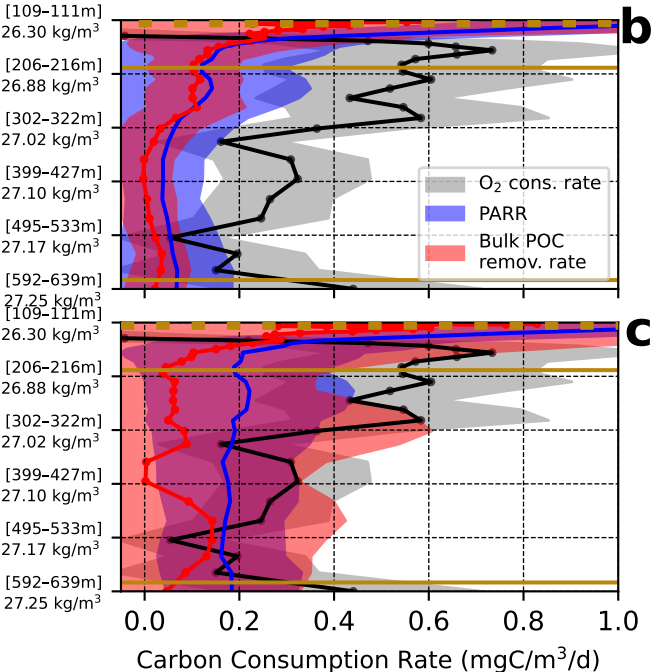 [109–111m]
26.30 kg/m³
b
[206–216m]
26.88 kg/m³
[302–322m]
27.02 kg/m³
[399–427m]
27.10 kg/m³
[495–533m]
27.17 kg/m³
[592–639m]
27.25 kg/m³
O₂ cons. rate
PARR
Bulk POC
remov. rate
[109–111m]
26.30 kg/m³
c
[206–216m]
26.88 kg/m³
[302–322m]
27.02 kg/m³
[399–427m]
27.10 kg/m³
[495–533m]
27.17 kg/m³
[592–639m]
27.25 kg/m³
0.0 0.2 0.4 0.6 0.8 1.0
Carbon Consumption Rate (mgC/m³/d)